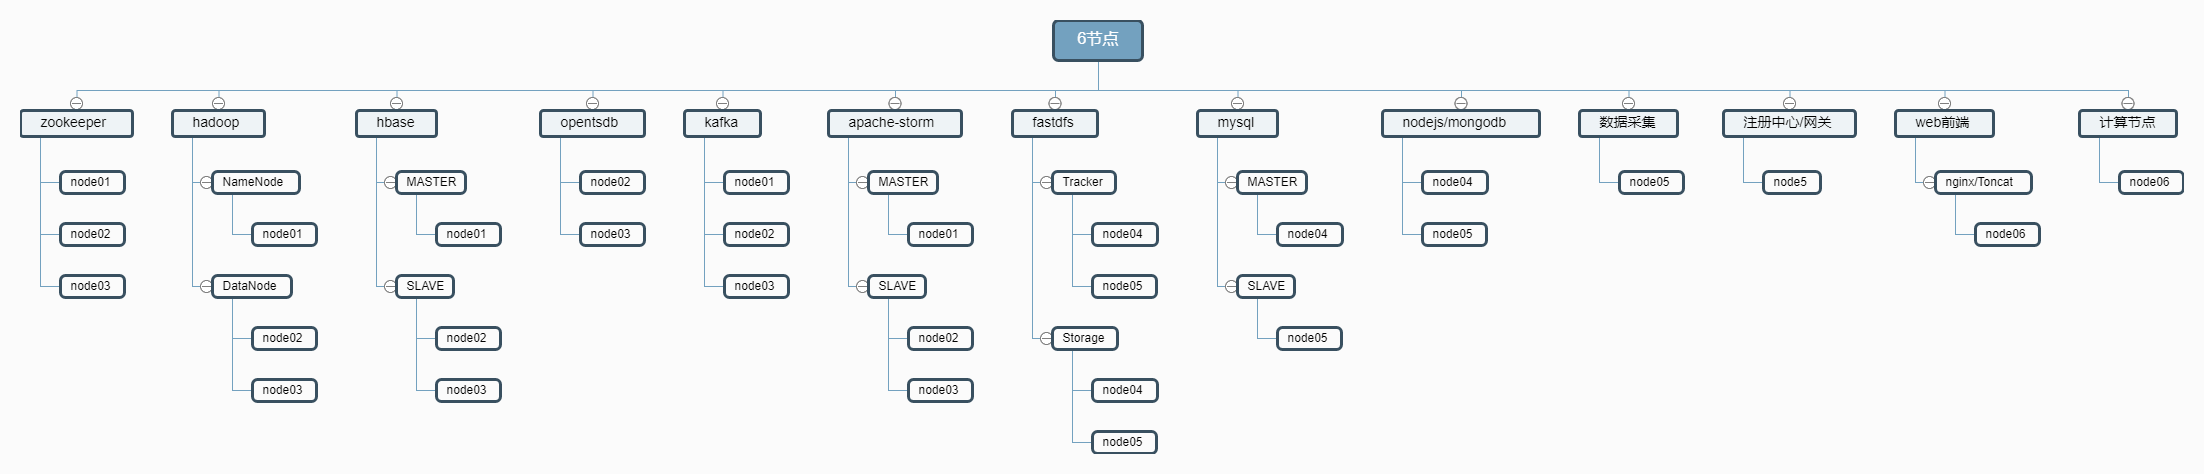 6节点
zookeeper
node01
node02
node03
hadoop
NameNode
node01
DataNode
node02
node03
hbase
MASTER
node01
SLAVE
node02
node03
opentsdb
node02
node03
kafka
node01
node02
node03
apache-storm
MASTER
node01
SLAVE
node02
node03
fastdfs
Tracker
node04
node05
Storage
node04
node05
mysql
MASTER
node04
SLAVE
node05
nodejs/mongodb
node04
node05
数据采集
node05
注册中心/网关
node5
web前端
nginx/Toncat
node06
计算节点
node06